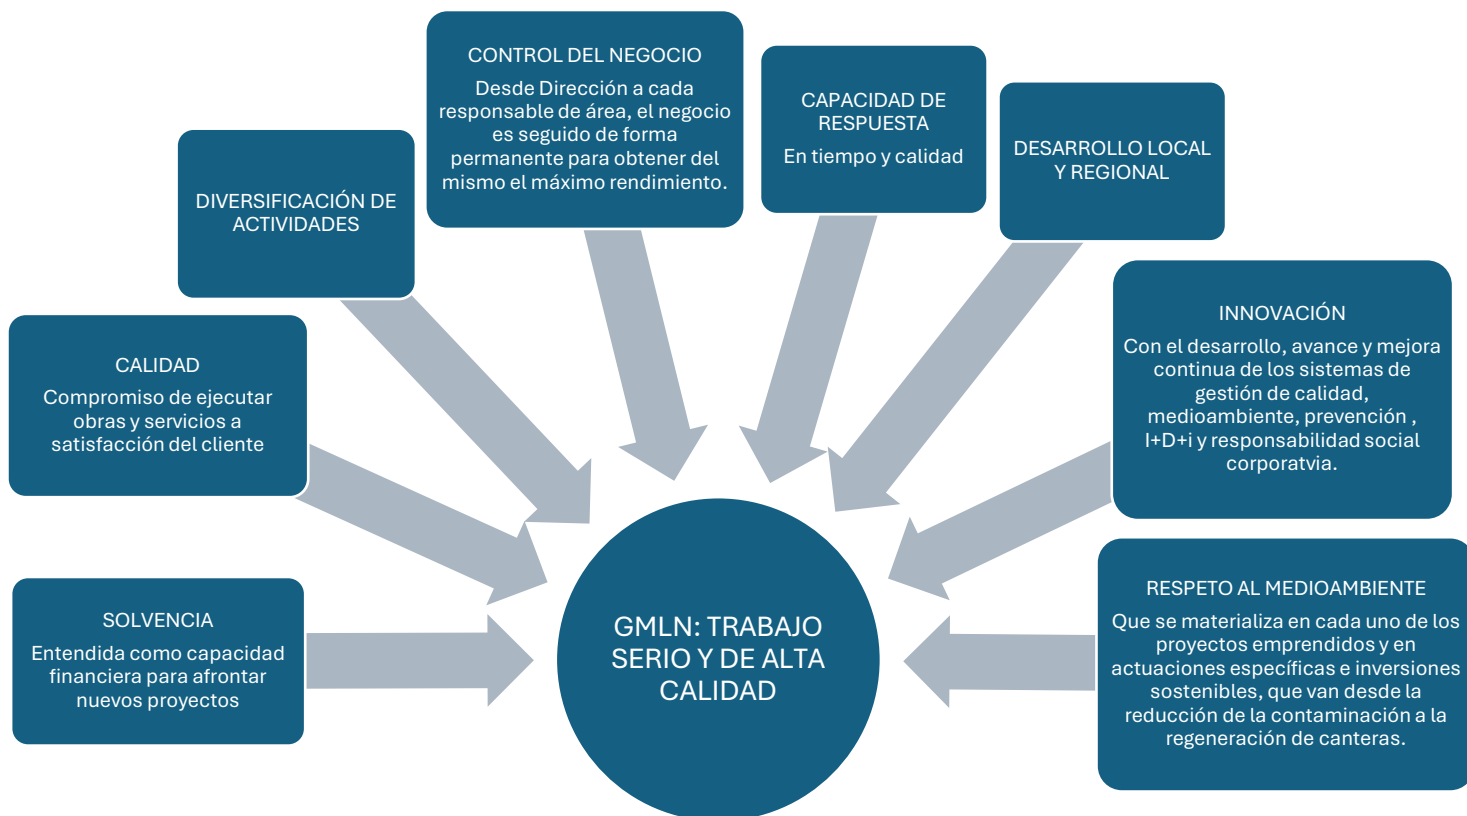 CONTROL DEL NEGOCIO
Desde Dirección a cada
responsable de área, el negocio
es seguido de forma
permanente para obtener del
mismo el máximo rendimiento.
CAPACIDAD DE
RESPUESTA
En tiempo y calidad
DESARROLLO LOCAL
Y REGIONAL
DIVERSIFICACIÓN DE
ACTIVIDADES
INNOVACIÓN
Con el desarrollo, avance y mejora
continua de los sistemas de
gestión de calidad,
medioambiente, prevención ,
I+D+i y responsabilidad social
corporatvia.
CALIDAD
Compromiso de ejecutar
obras y servicios a
satisfacción del cliente
RESPETO AL MEDIOAMBIENTE
Que se materializa en cada uno de los
proyectos emprendidos y en
actuaciones específicas e inversiones
sostenibles, que van desde la
reducción de la contaminación a la
regeneración de canteras.
SOLVENCIA
Entendida como capacidad
financiera para afrontar
nuevos proyectos
GMLN: TRABAJO
SERIO Y DE ALTA
CALIDAD